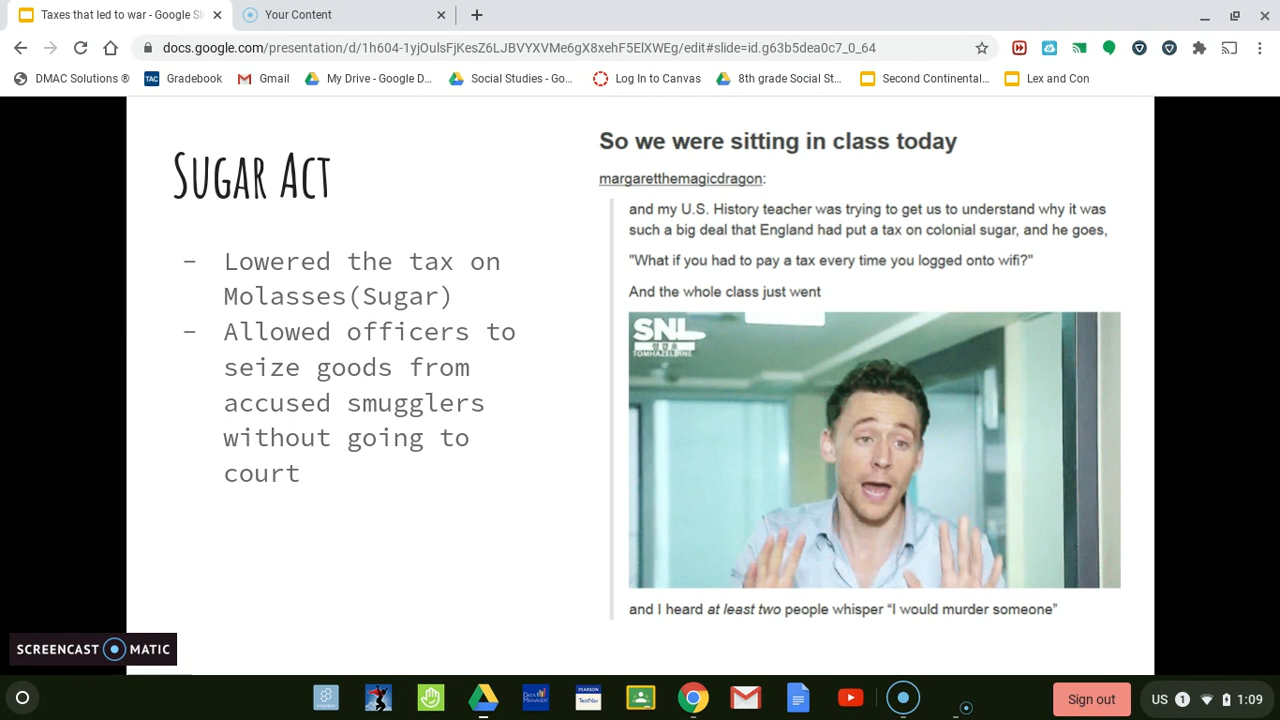 Taxes that led to war - Google Sl
Your Content
docs.google.com/presentation/d/1h604-1yjOulsFjKesZ6LJBVYXVMe6gX8xehF5ElXWEg/edit#slide=id.g63b5dea0c7_0_64
DMAC Solutions ®
TAC
Gradebook
Gmail
My Drive - Google D...
Social Studies - Go...
Log In to Canvas
8th grade Social St...
Second Continental...
Lex and Con
Sugar Act
- Lowered the tax on
Molasses(Sugar)
- Allowed officers to
seize goods from
accused smugglers
without going to
court
So we were sitting in class today
margaretthemagicdragon:
and my U.S. History teacher was trying to get us to understand why it was
such a big deal that England had put a tax on colonial sugar, and he goes,
"What if you had to pay a tax every time you logged onto wifi?"
And the whole class just went
SNL
and I heard at least two people whisper “I would murder someone”
SCREENCAST MATIC
PEARSON
TestNav
DATA
MANAGER
Sign out
US 1 1:09